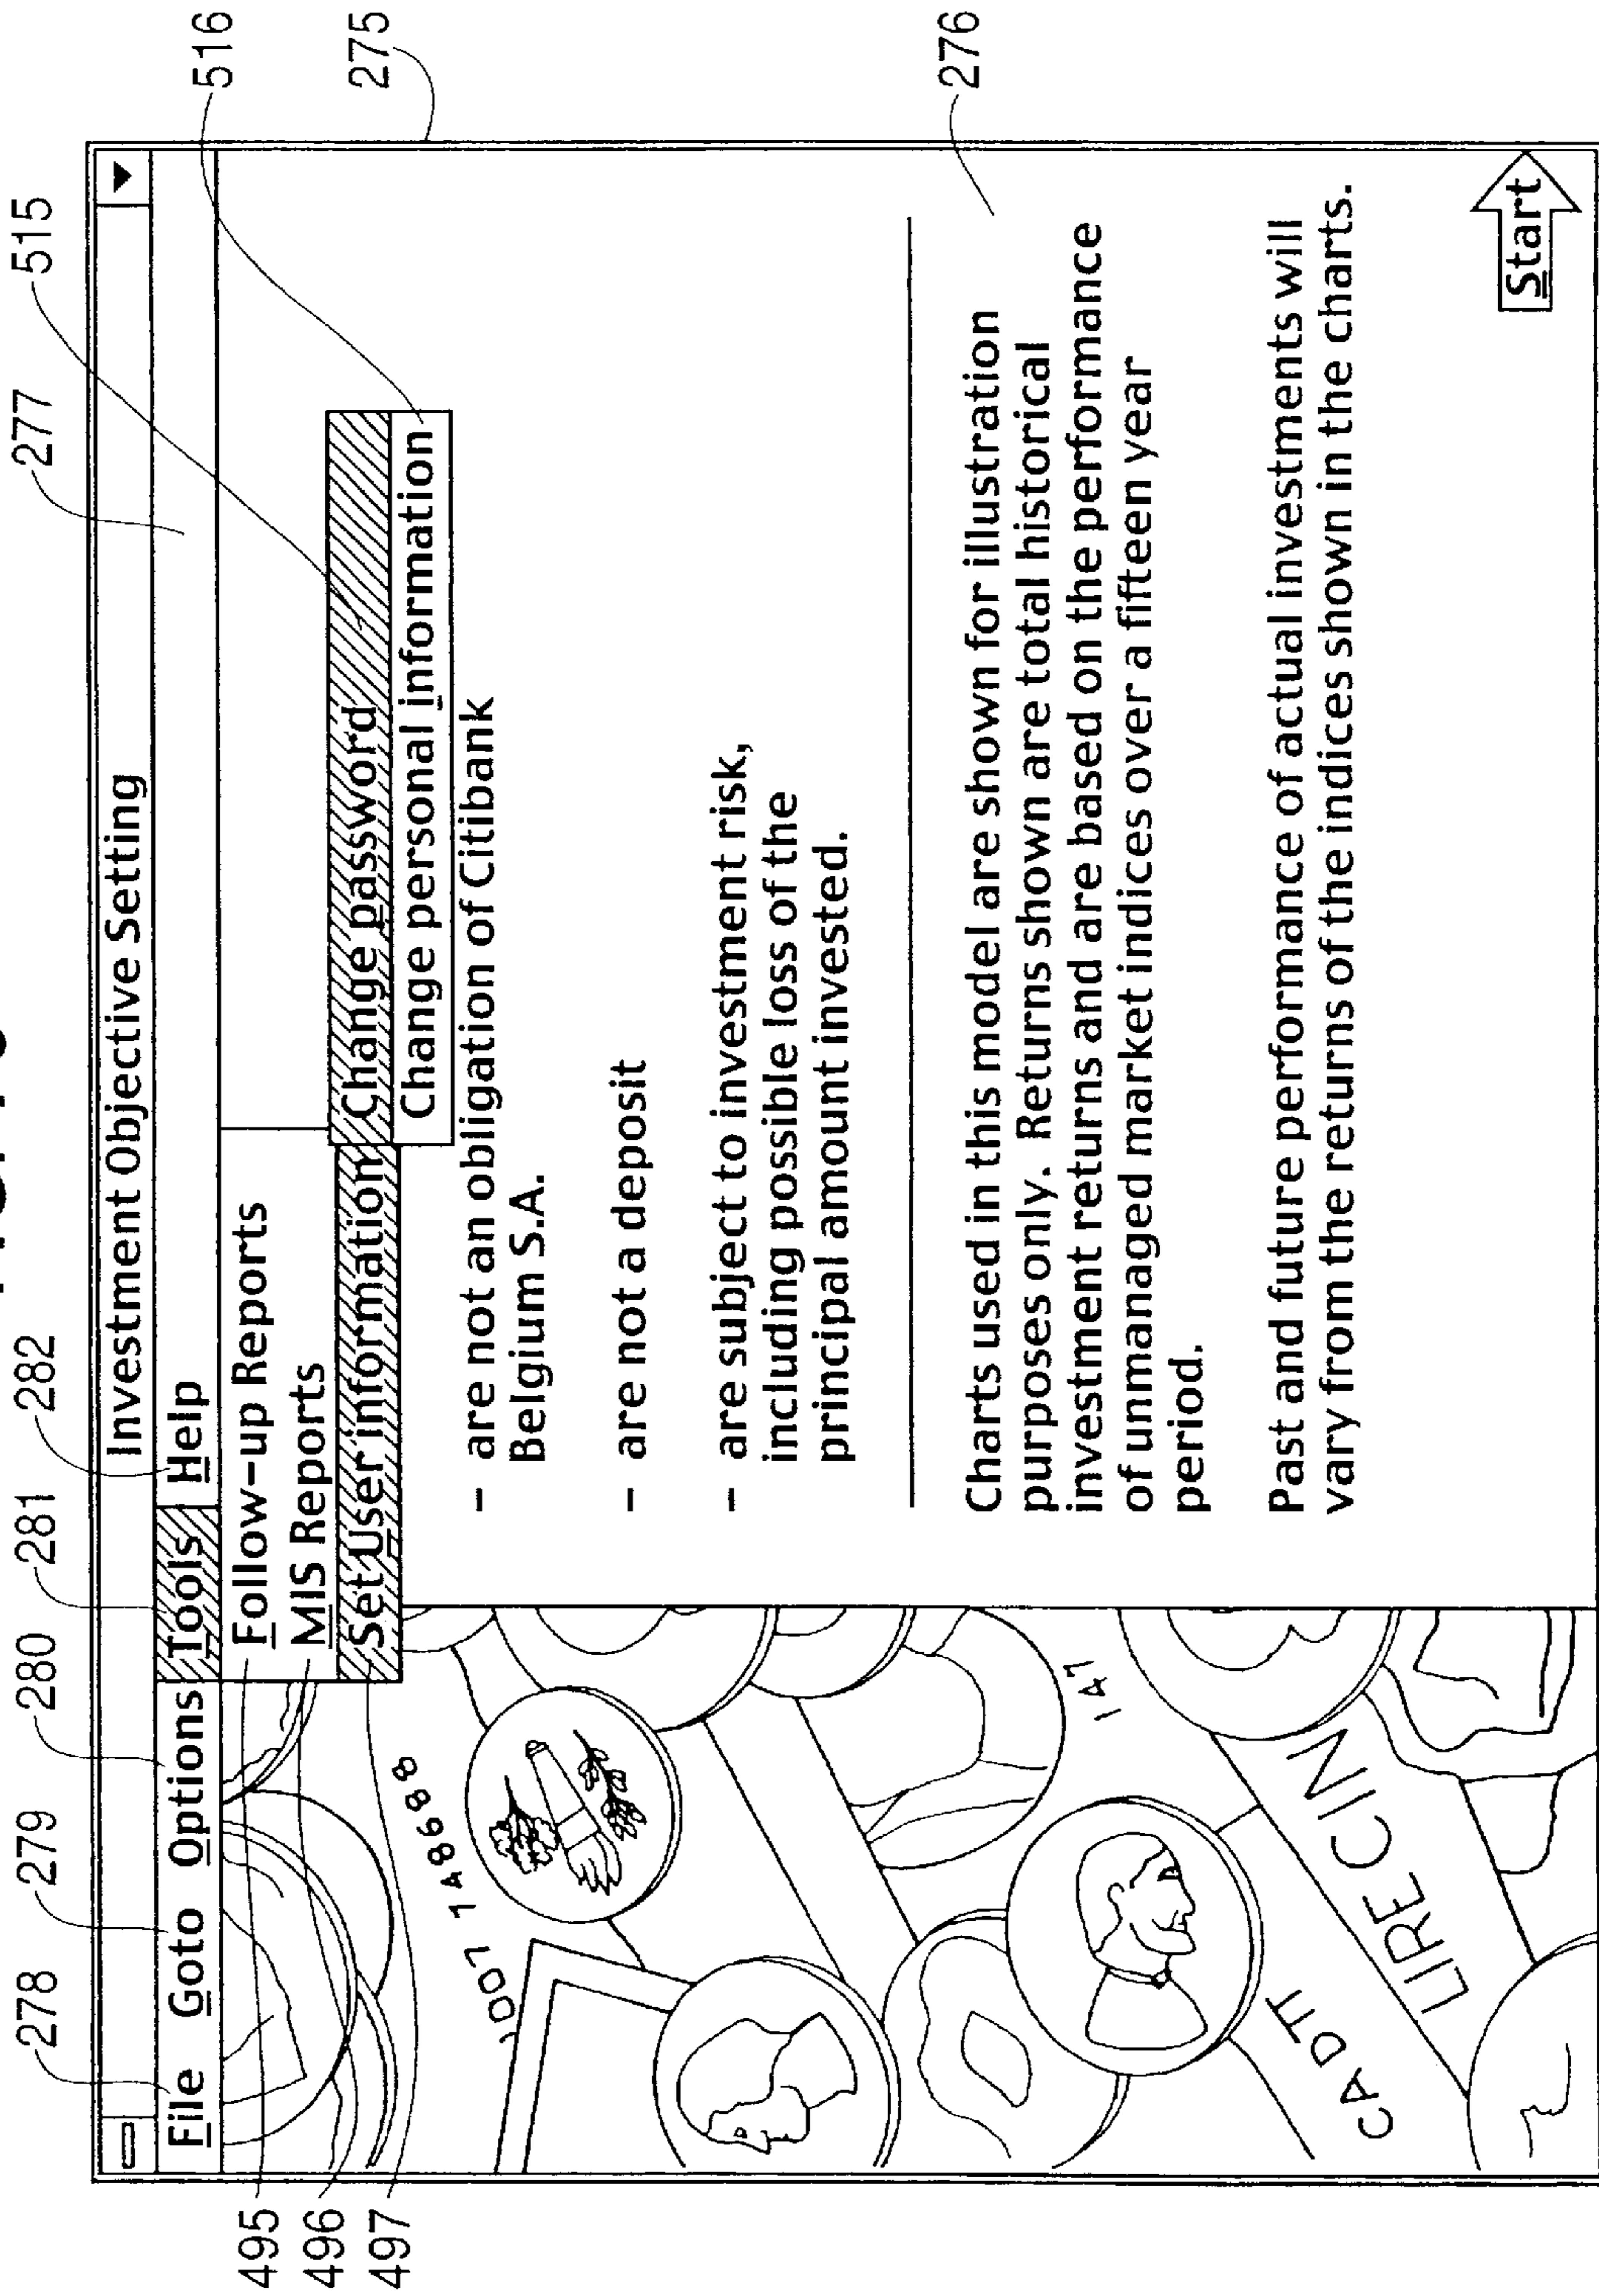 277
515
516
275
276
278
279
280
281
282
Investment Objective Setting
File Goto Options Tools Help
495
Follow-up Reports
496
MIS Reports
497
Set User information
Change password
Change personal information
- are not an obligation of Citibank
Belgium S.A.
- are not a deposit
- are subject to investment risk,
including possible loss of the
principal amount invested.
Charts used in this model are shown for illustration
purposes only. Returns shown are total historical
investment returns and are based on the performance
of unmanaged market indices over a fifteen year
period.
Past and future performance of actual investments will
vary from the returns of the indices shown in the charts.
Start
147
LIRECIN
CADTT